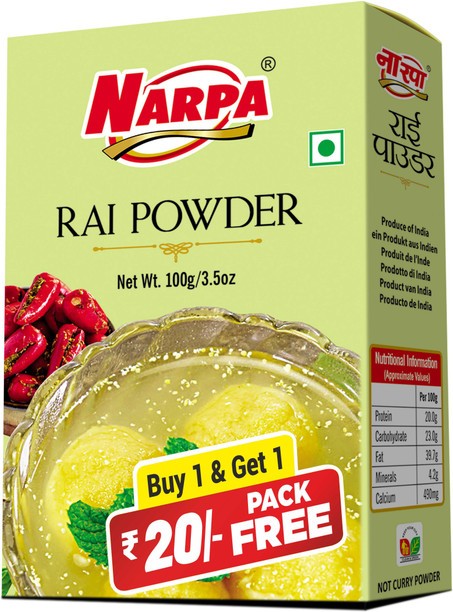 NARPA®
RAI POWDER
Net Wt. 100g/3.5oz
Buy 1 & Get 1
₹ 20/- PACK FREE
नारपा
राई
पाउडर
Produce of India
ein Produkt aus Indien
Produit de l'Inde
Prodotto di India
Product van India
Producto de India
Nutritional Information
(Approximate Values)
Per 100g
Protein 20.0g
Carbohydrate 23.0g
Fat 39.7g
Minerals 4.2g
Calcium 490mg
NOT CURRY POWDER